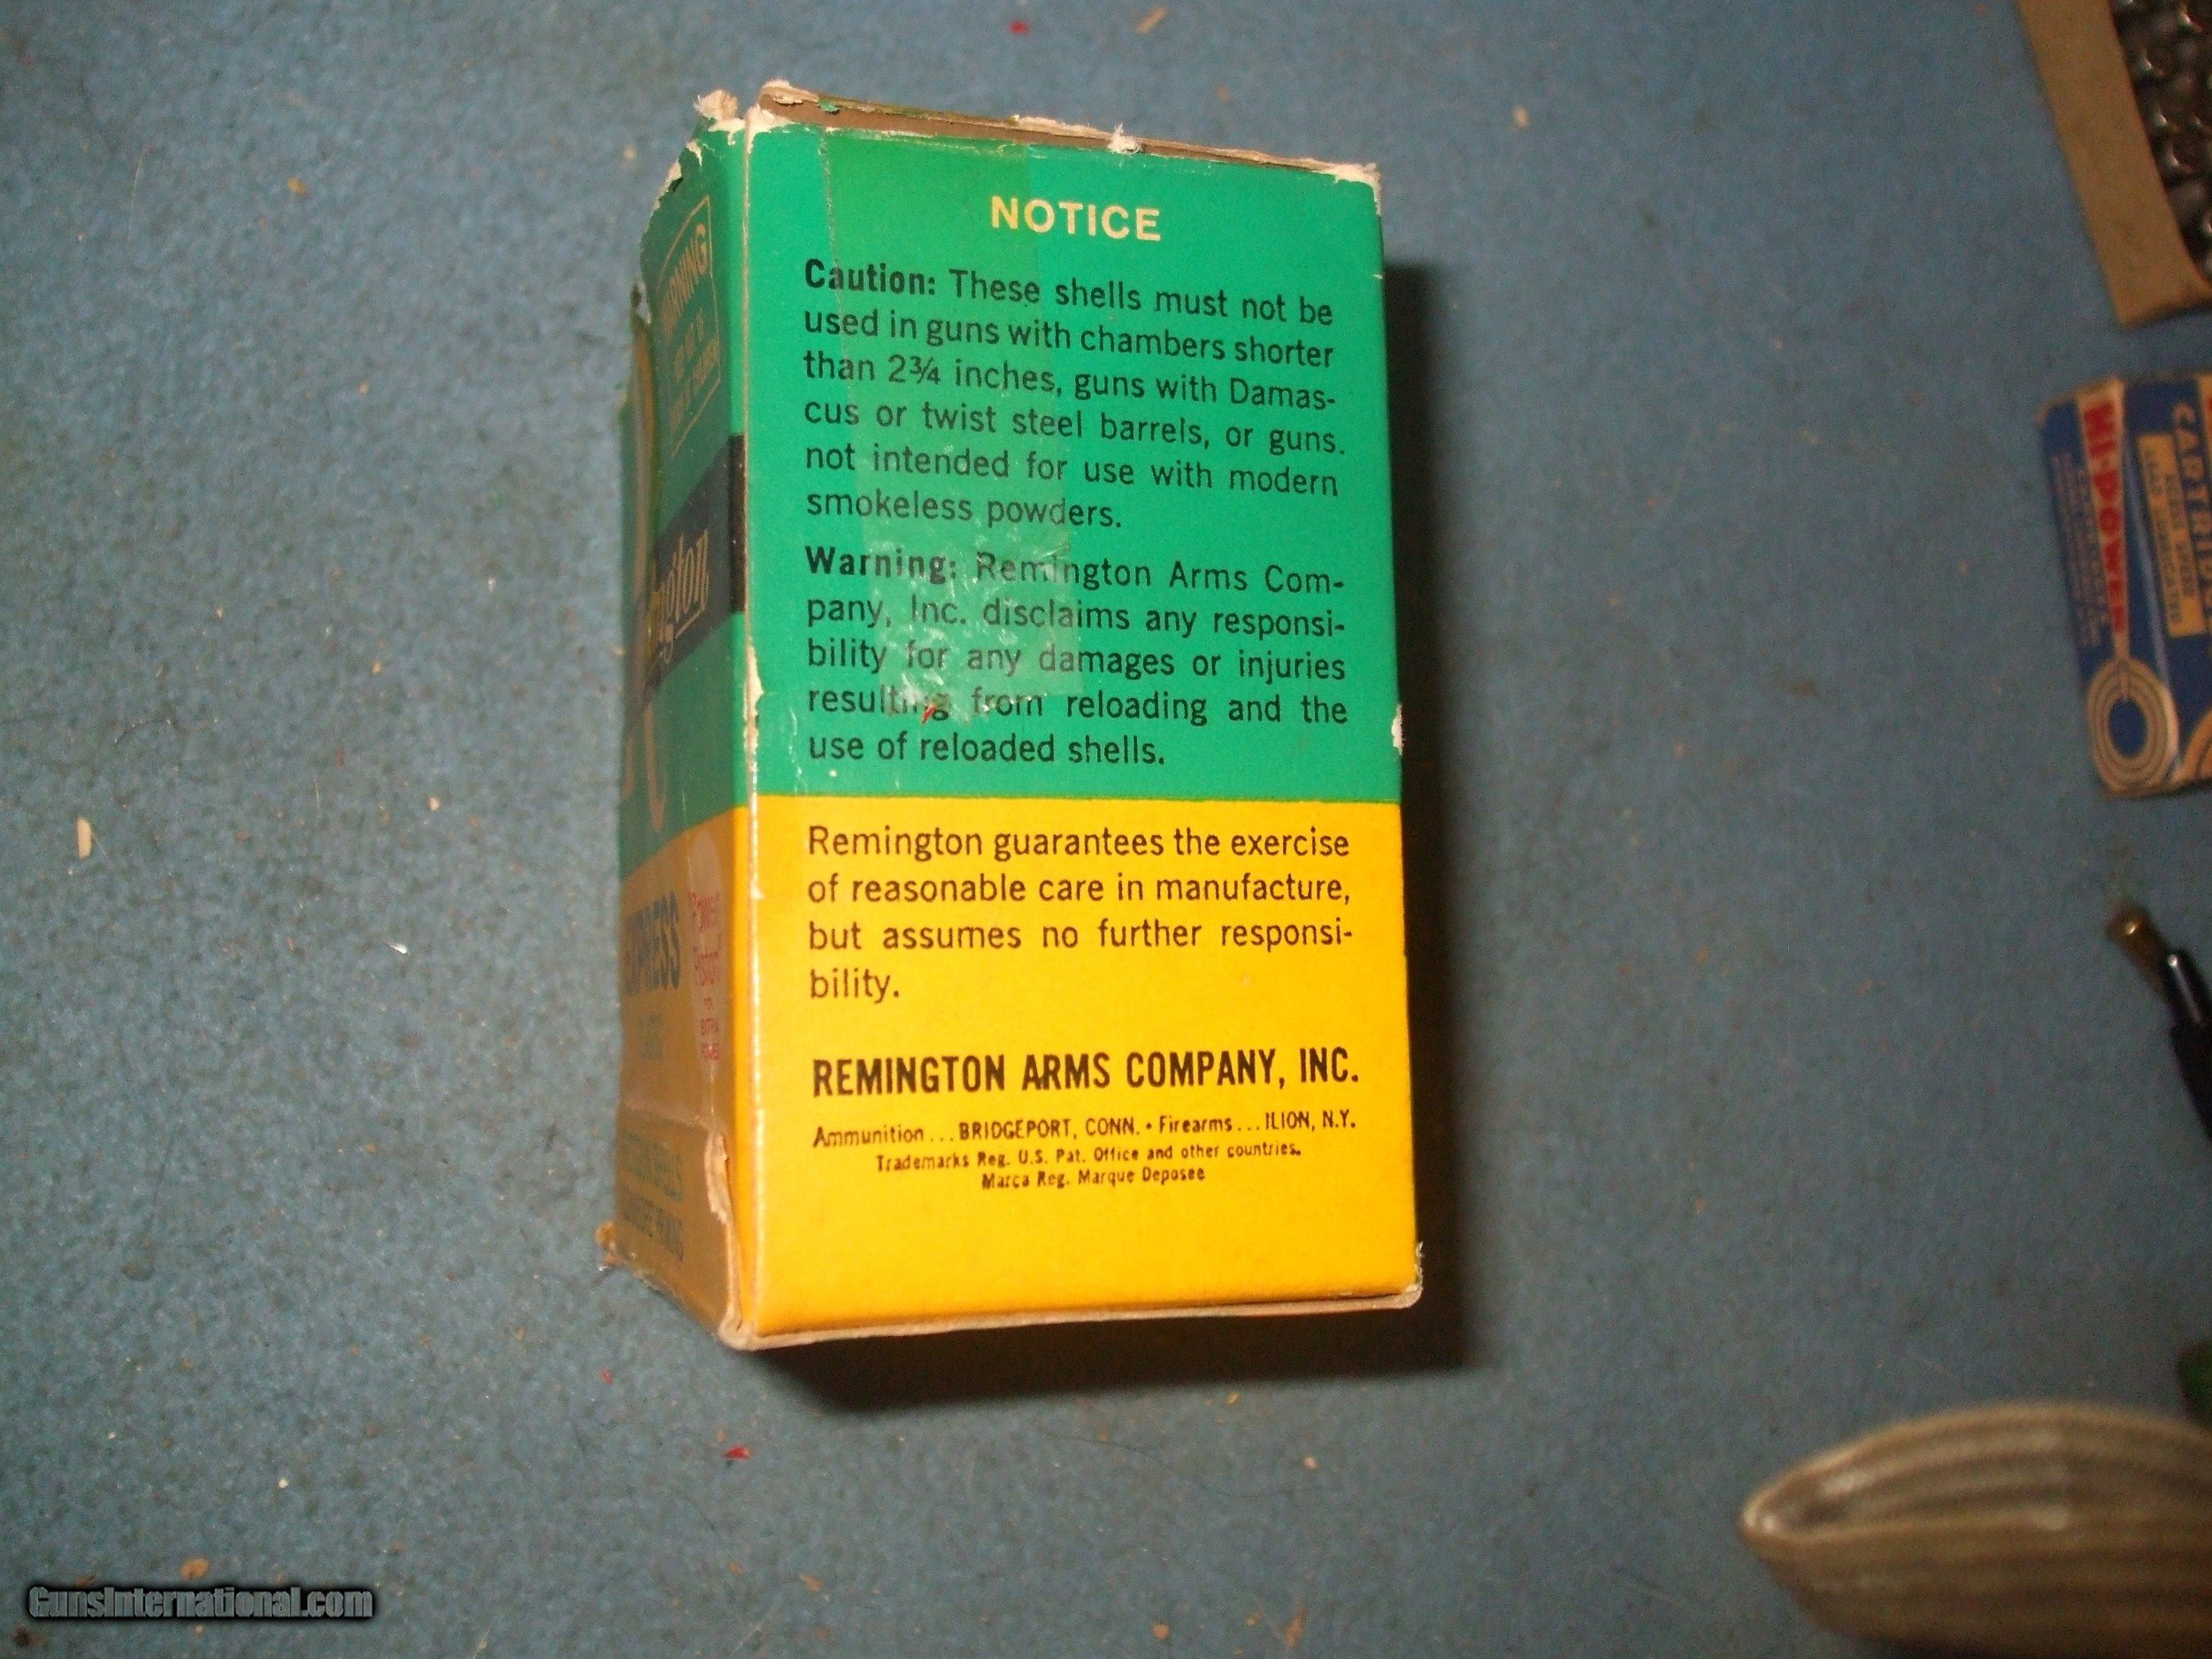 NOTICE
Caution: These shells must not be
used in guns with chambers shorter
than 2¾ inches, guns with Damas-
cus or twist steel barrels, or guns.
not intended for use with modern
smokeless powders.
Warning: Remington Arms Com-
pany, Inc. disclaims any responsi-
bility for any damages or injuries
resulting from reloading and the
use of reloaded shells.
Remington guarantees the exercise
of reasonable care in manufacture,
but assumes no further responsi-
bility.
REMINGTON ARMS COMPANY, INC.
Ammunition... BRIDGEPORT, CONN. • Firearms... ILION, N.Y.
Trademarks Reg. U.S. Pat. Office and other countries.
Marca Reg. Marque Deposee
WARNING
EXPRESS
"Power
Piston"
HI-POWER
GunsInternational.com